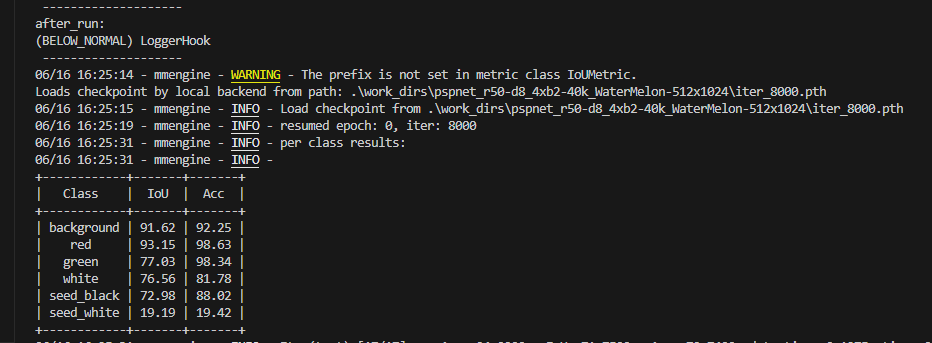 --------------------
after_run:
(BELOW_NORMAL) LoggerHook
--------------------
06/16 16:25:14 - mmengine - WARNING - The prefix is not set in metric class IoUMetric.
Loads checkpoint by local backend from path: .\work_dirs\pspnet_r50-d8_4xb2-40k_WaterMelon-512x1024\iter_8000.pth
06/16 16:25:15 - mmengine - INFO - Load checkpoint from .\work_dirs\pspnet_r50-d8_4xb2-40k_WaterMelon-512x1024\iter_8000.pth
06/16 16:25:19 - mmengine - INFO - resumed epoch: 0, iter: 8000
06/16 16:25:31 - mmengine - INFO - per class results:
06/16 16:25:31 - mmengine - INFO -
+------------+-------+-------+
| Class | IoU | Acc |
+------------+-------+-------+
| background | 91.62 | 92.25 |
| red | 93.15 | 98.63 |
| green | 77.03 | 98.34 |
| white | 76.56 | 81.78 |
| seed_black | 72.98 | 88.02 |
| seed_white | 19.19 | 19.42 |
+------------+-------+-------+